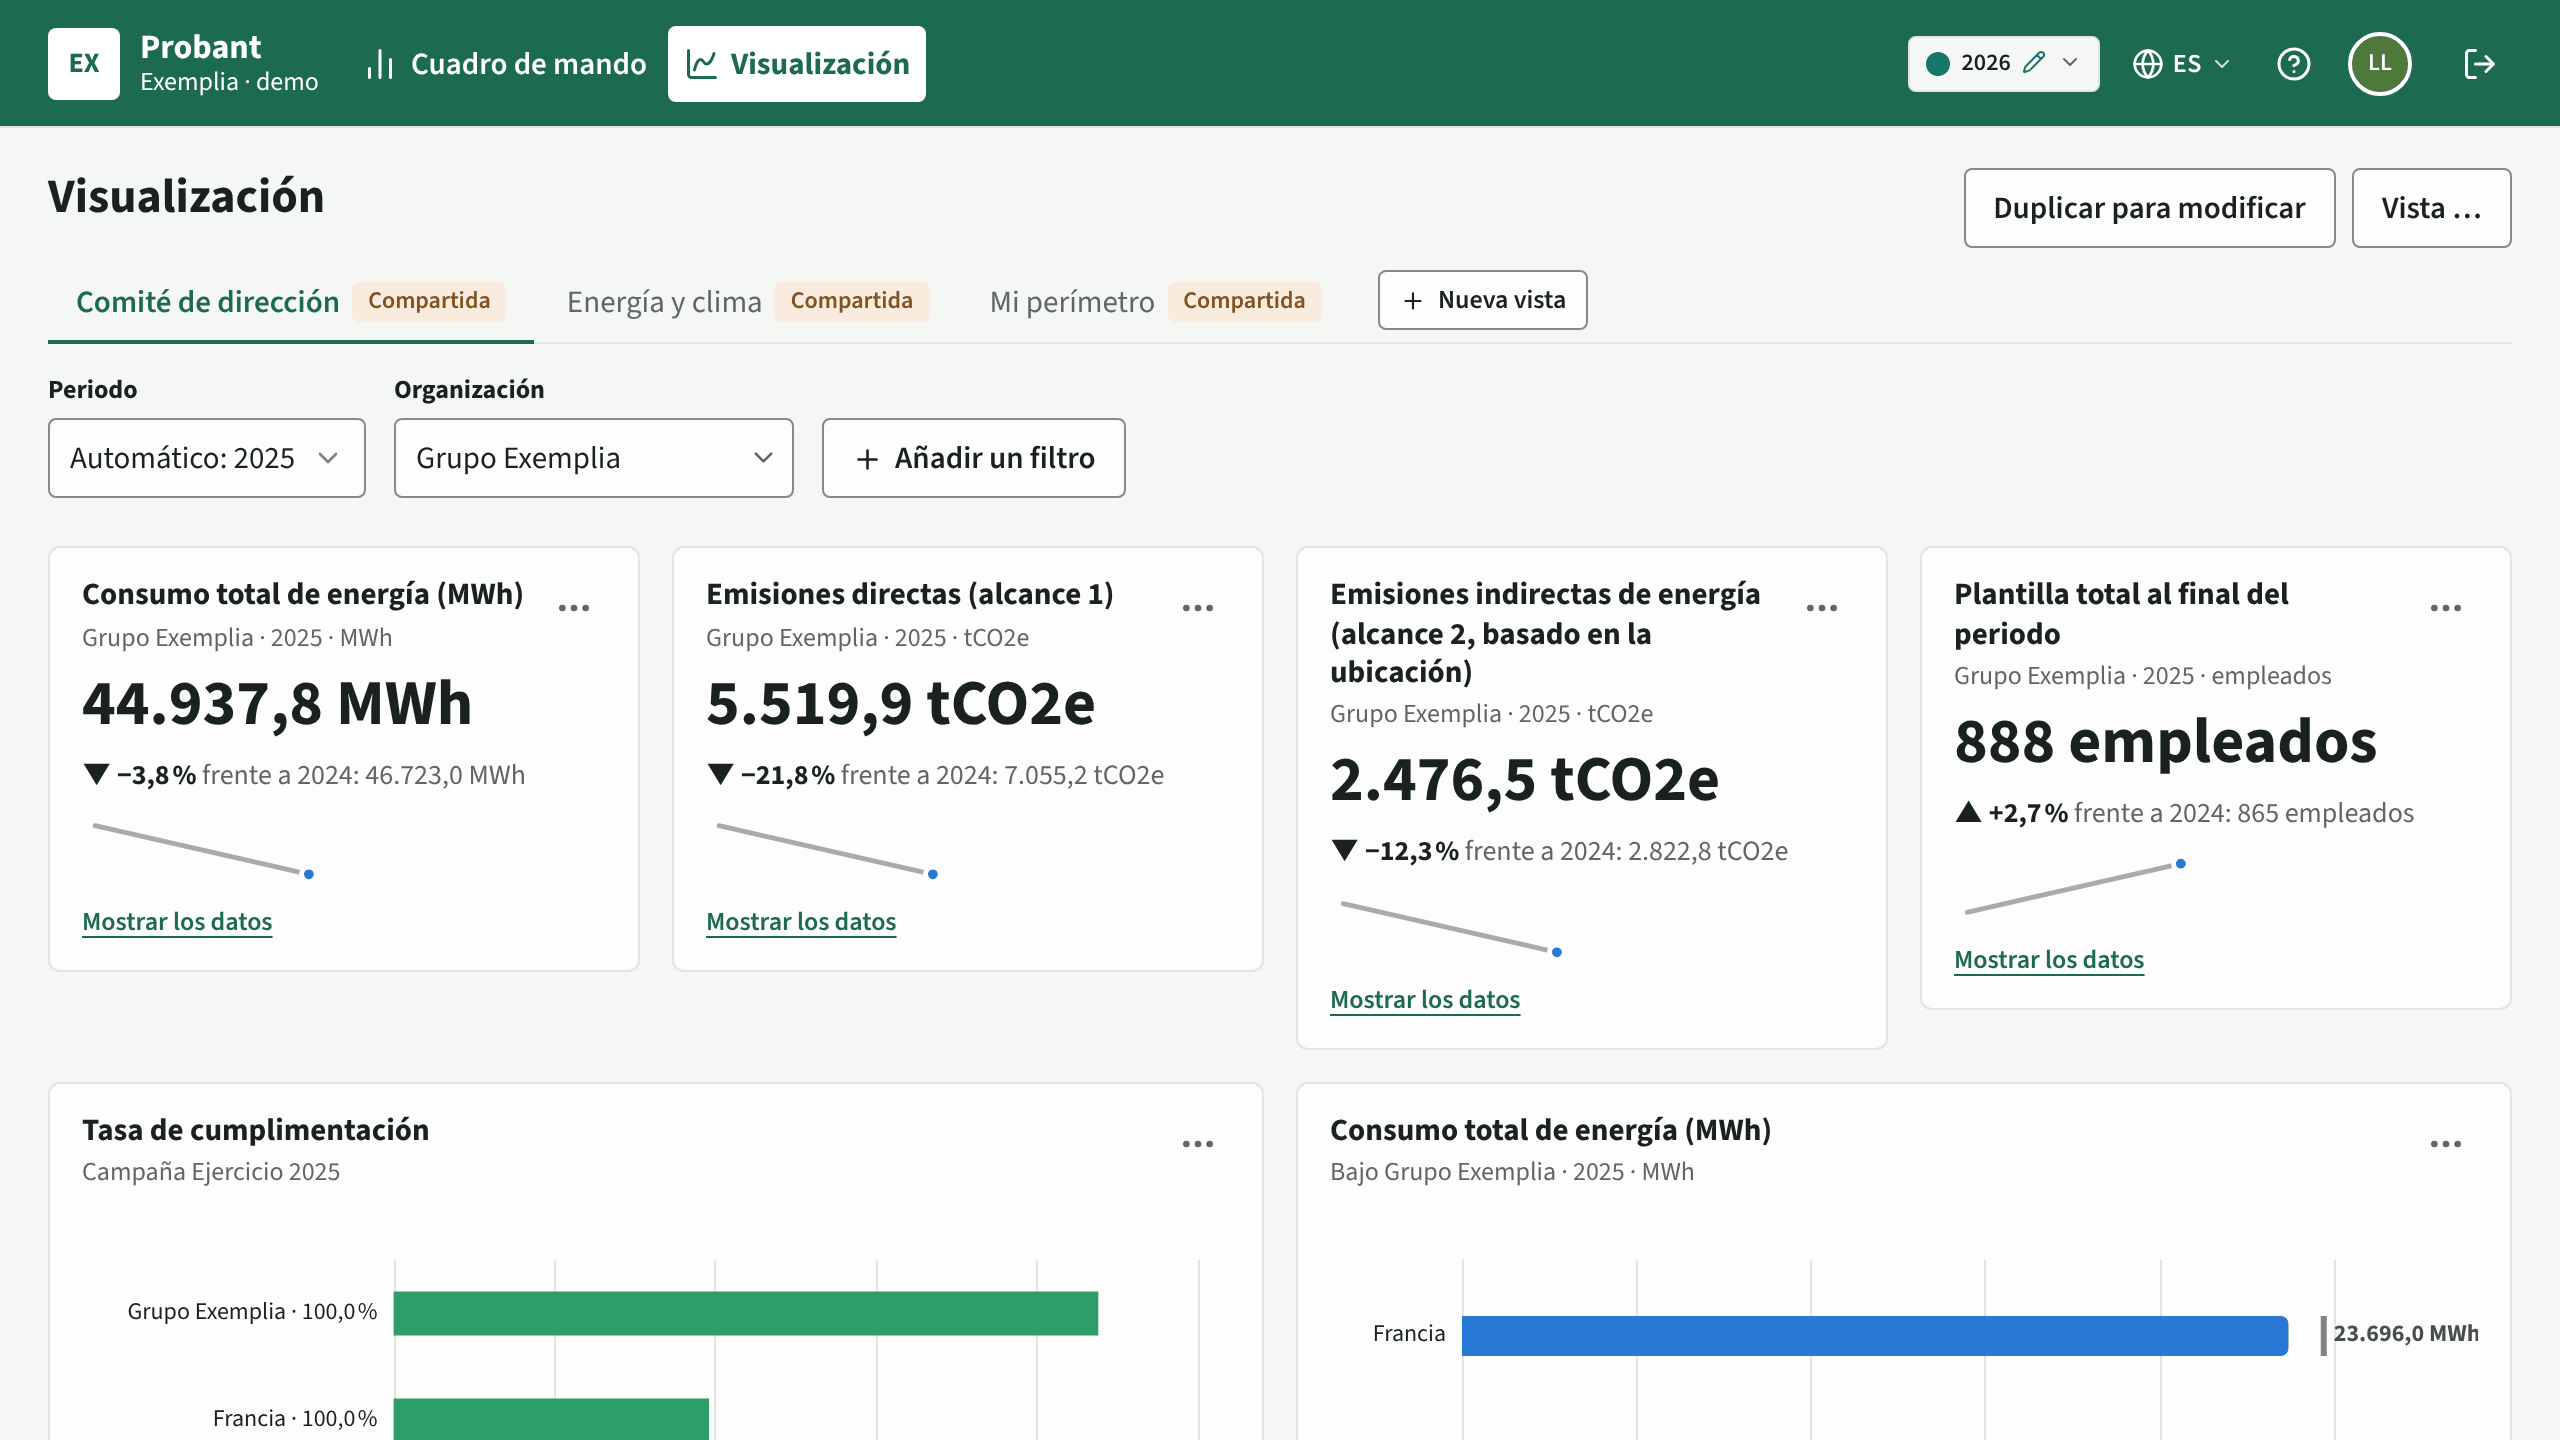 EX
Probant
Exemplia · demo
Cuadro de mando
Visualización
2026
ES
LL
Visualización
Duplicar para modificar
Vista ...
Comité de dirección
Compartida
Energía y clima
Compartida
Mi perímetro
Compartida
+ Nueva vista
Periodo
Organización
Automático: 2025
Grupo Exemplia
+ Añadir un filtro
Consumo total de energía (MWh)
Grupo Exemplia · 2025 · MWh
44.937,8 MWh
▼ −3,8 % frente a 2024: 46.723,0 MWh
Mostrar los datos
Emisiones directas (alcance 1)
Grupo Exemplia · 2025 · tCO2e
5.519,9 tCO2e
▼ −21,8 % frente a 2024: 7.055,2 tCO2e
Mostrar los datos
Emisiones indirectas de energía
(alcance 2, basado en la
ubicación)
Grupo Exemplia · 2025 · tCO2e
2.476,5 tCO2e
▼ −12,3 % frente a 2024: 2.822,8 tCO2e
Mostrar los datos
Plantilla total al final del
periodo
Grupo Exemplia · 2025 · empleados
888 empleados
▲ +2,7 % frente a 2024: 865 empleados
Mostrar los datos
Tasa de cumplimentación
Campaña Ejercicio 2025
Grupo Exemplia · 100,0 %
Francia · 100,0 %
Consumo total de energía (MWh)
Bajo Grupo Exemplia · 2025 · MWh
Francia
23.696,0 MWh